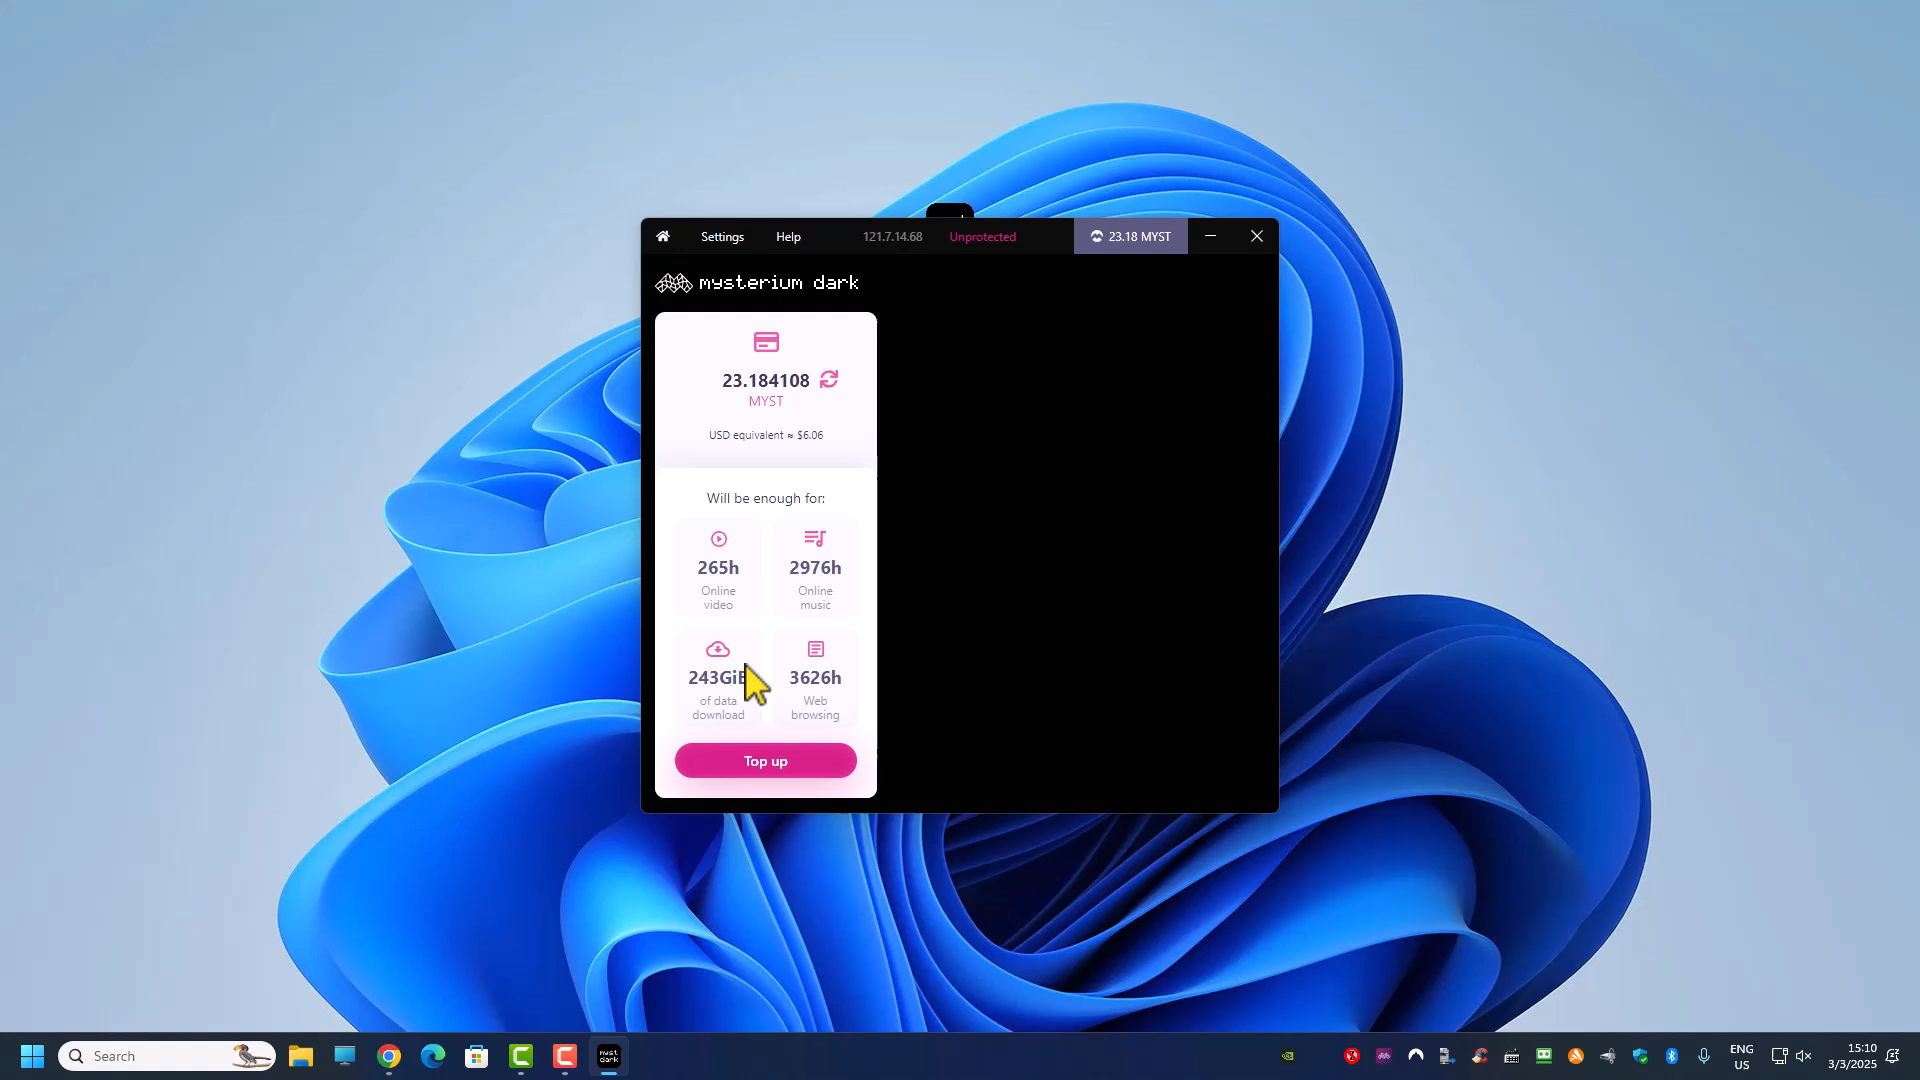 Settings Help 121.7.14.68 Unprotected 23.18 MYST
mysterium dark
23.184108
MYST
USD equivalent ≈ $6.06
Will be enough for:
265h
Online
video
2976h
Online
music
of data
download
3626h
Web
browsing
Top up
Search
myst
dark
ENG
US
15:10
3/3/2025